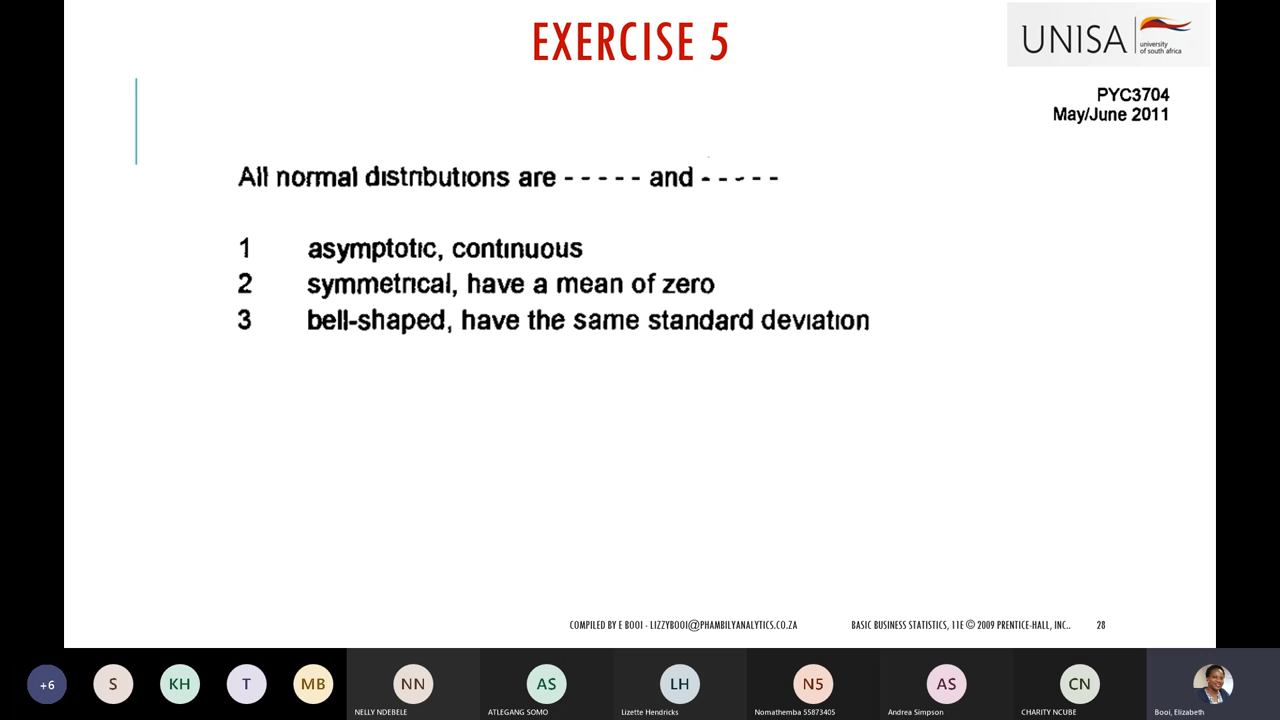 EXERCISE 5
UNISA
university
of south africa
PYC3704
May/June 2011
All normal distributions are - - - - - and - - - - -
1 asymptotic, continuous
2 symmetrical, have a mean of zero
3 bell-shaped, have the same standard deviation
COMPILED BY E BOOI - LIZZYBOOI@PHAMBILYANALYTICS.CO.ZA
BASIC BUSINESS STATISTICS, 11E © 2009 PRENTICE-HALL, INC..
28
+6
S
KH
T
MB
NN
AS
LH
N5
AS
CN
NELLY NDEBELE
ATLEGANG SOMO
Lizette Hendricks
Nomathemba 55873405
Andrea Simpson
CHARITY NCUBE
Booi, Elizabeth